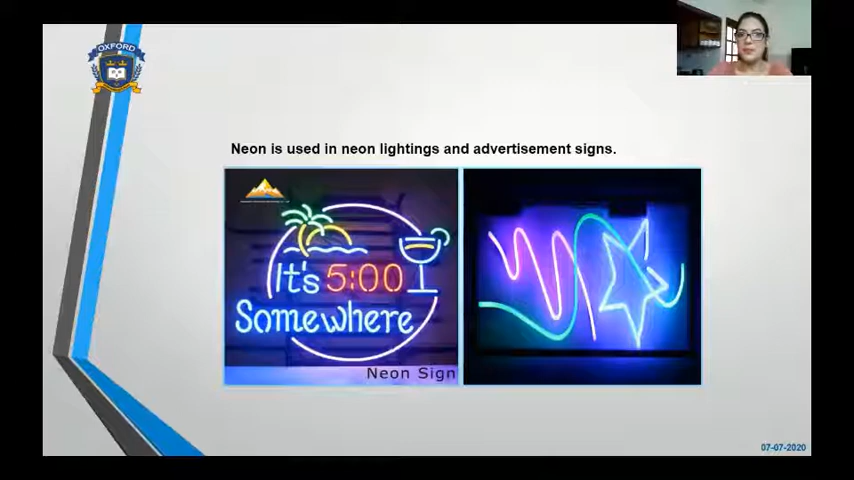 OXFORD
Neon is used in neon lightings and advertisement signs.
It's 5:00
Somewhere
Neon Sign
07-07-2020